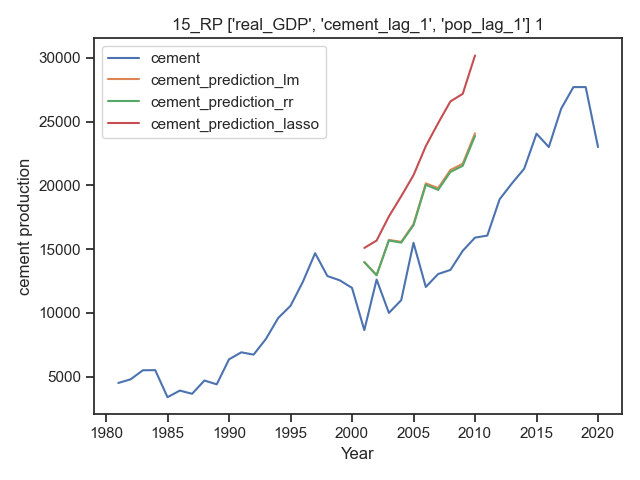 15_RP ['real_GDP', 'cement_lag_1', 'pop_lag_1'] 1
cement
cement_prediction_lm
cement_prediction_rr
cement_prediction_lasso
30000
25000
20000
15000
10000
5000
cement production
1980 1985 1990 1995 2000 2005 2010 2015 2020
Year